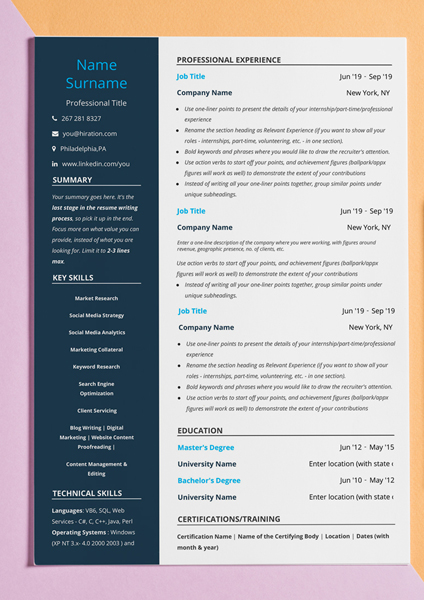 Name
Surname
Professional Title
267 281 8327
you@hiration.com
Philadelphia,PA
www.linkedin.com/you
SUMMARY
Your summary goes here. It's the
last stage in the resume writing
process, so pick it up in the end.
Focus more on what value you can
provide, instead of what you are
looking for. Limit it to 2-3 lines
max.
KEY SKILLS
Market Research
Social Media Strategy
Social Media Analytics
Marketing Collateral
Keyword Research
Search Engine
Optimization
Client Servicing
Blog Writing | Digital
Marketing | Website Content
Proofreading |
Content Management &
Editing
TECHNICAL SKILLS
Languages: VB6, SQL, Web
Services - C#, C, C++, Java, Perl
Operating Systems : Windows
(XP NT 3.x- 4.0 2000 2003 ) and
PROFESSIONAL EXPERIENCE
Job Title Jun '19 - Sep '19
Company Name New York, NY
• Use one-liner points to present the details of your internship/part-time/professional
experience
• Rename the section heading as Relevant Experience (if you want to show all your
roles - internships, part-time, volunteering, etc. - in one section).
• Bold keywords and phrases where you would like to draw the recruiter's attention.
• Use action verbs to start off your points, and achievement figures (ballpark/appx
figures will work as well) to demonstrate the extent of your contributions
• Instead of writing all your one-liner points together, group similar points under
unique subheadings.
Job Title Jun '19 - Sep '19
Company Name New York, NY
Enter a one-line description of the company where you were working, with figures around
revenue, geographic presence, no. of clients, etc.
Use action verbs to start off your points, and achievement figures (ballpark/appx
figures will work as well) to demonstrate the extent of your contributions
• Instead of writing all your one-liner points together, group similar points under
unique subheadings.
Job Title Jun '19 - Sep '19
Company Name New York, NY
• Use one-liner points to present the details of your internship/part-time/professional
experience
• Rename the section heading as Relevant Experience (if you want to show all your
roles - internships, part-time, volunteering, etc. - in one section).
• Bold keywords and phrases where you would like to draw the recruiter's attention.
• Use action verbs to start off your points, and achievement figures (ballpark/appx
figures will work as well) to demonstrate the extent of your contributions
EDUCATION
Master's Degree Jun '12 - May '15
University Name Enter location (with state
Bachelor's Degree Jun '10 - May '12
University Name Enter location (with state
CERTIFICATIONS/TRAINING
Certification Name | Name of the Certifying Body | Location | Dates (with
month & year)